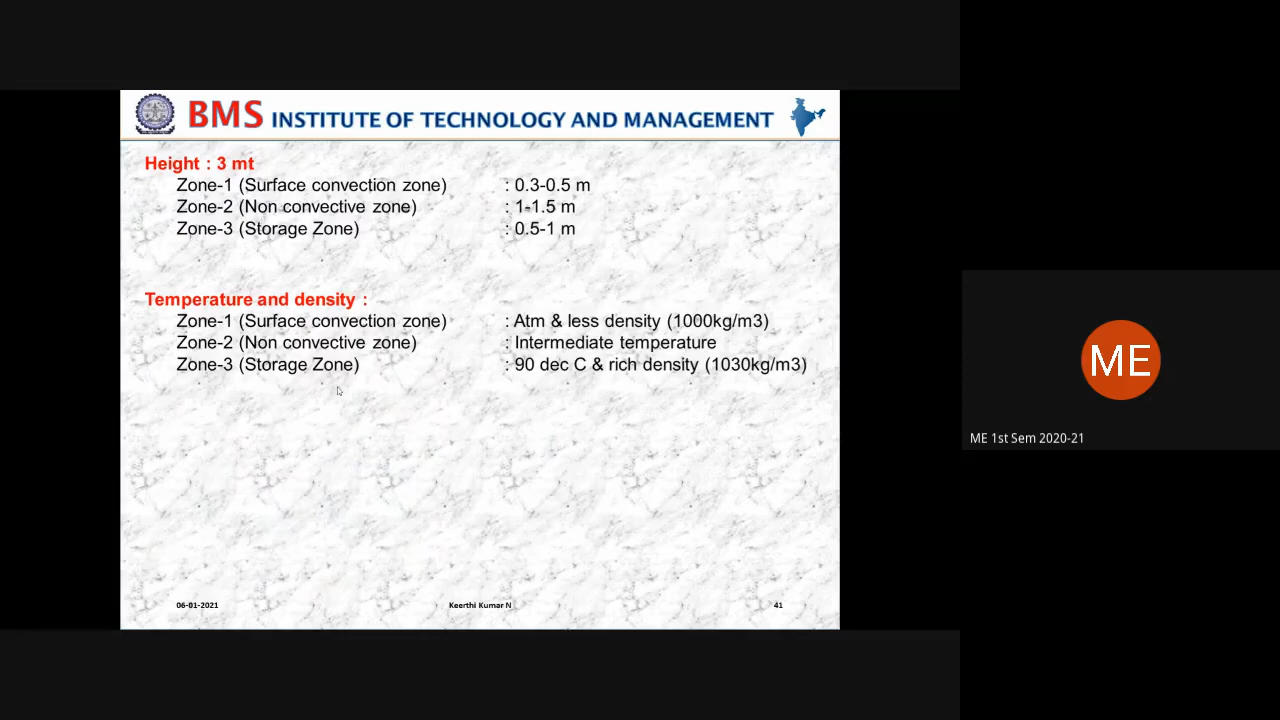 BMS INSTITUTE OF TECHNOLOGY AND MANAGEMENT
Height : 3 mt
Zone-1 (Surface convection zone) : 0.3-0.5 m
Zone-2 (Non convective zone) : 1-1.5 m
Zone-3 (Storage Zone) : 0.5-1 m
Temperature and density :
Zone-1 (Surface convection zone) : Atm & less density (1000kg/m3)
Zone-2 (Non convective zone) : Intermediate temperature
Zone-3 (Storage Zone) : 90 dec C & rich density (1030kg/m3)
06-01-2021 Keerthi Kumar N 41
ME
ME 1st Sem 2020-21